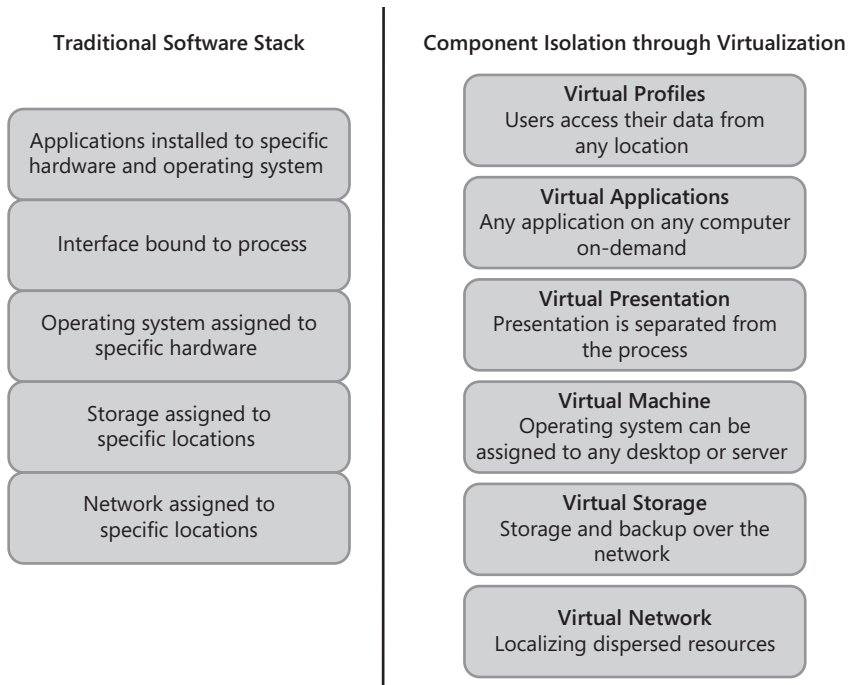 Traditional Software Stack
Applications installed to specific
hardware and operating system
Interface bound to process
Operating system assigned to
specific hardware
Storage assigned to
specific locations
Network assigned to
specific locations
Component Isolation through Virtualization
Virtual Profiles
Users access their data from
any location
Virtual Applications
Any application on any computer
on-demand
Virtual Presentation
Presentation is separated from
the process
Virtual Machine
Operating system can be
assigned to any desktop or server
Virtual Storage
Storage and backup over the
network
Virtual Network
Localizing dispersed resources